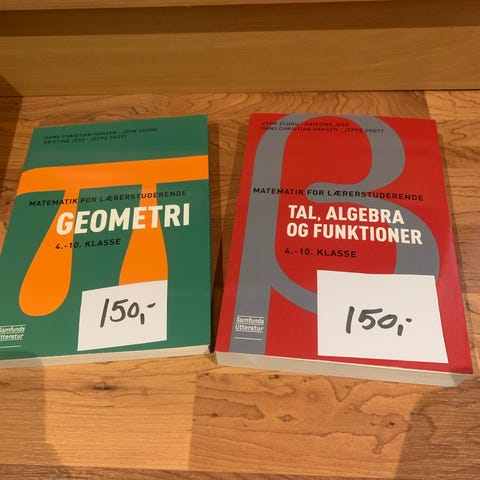 HANS CHRISTIAN HANSEN · JOHN SCHOU
KRISTINE JESS · JEPPE SKOTT
MATEMATIK FOR LÆRERSTUDERENDE
GEOMETRI
4.-10. KLASSE
150,-
Samfunds
litteratur
JOHN SCHOU · KRISTINE JESS
HANS CHRISTIAN HANSEN · JEPPE SKOTT
MATEMATIK FOR LÆRERSTUDERENDE
TAL, ALGEBRA
OG FUNKTIONER
4.-10. KLASSE
150,-
Samfunds
litteratur